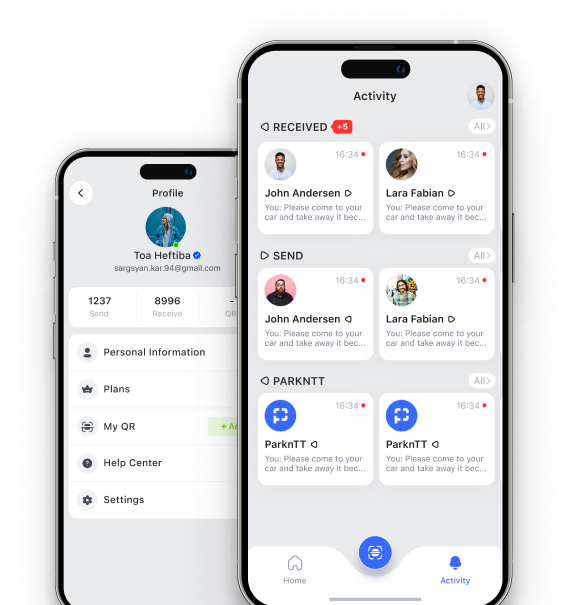 Activity
RECEIVED +5 All
16:34 16:34
John Andersen Lara Fabian
You: Please come to your You: Please come to your
car and take away it bec... car and take away it bec...
SEND All
16:34 16:34
John Andersen Lara Fabian
You: Please come to your You: Please come to your
car and take away it bec... car and take away it bec...
PARKNTT All
16:34 16:34
ParknTT ParknTT
You: Please come to your You: Please come to your
car and take away it bec... car and take away it bec...
Home Activity
Profile
Toa Heftiba
sargsyan.kar.94@gmail.com
1237 8996
Send Receive QR
Personal Information
Plans
My QR
Help Center
Settings